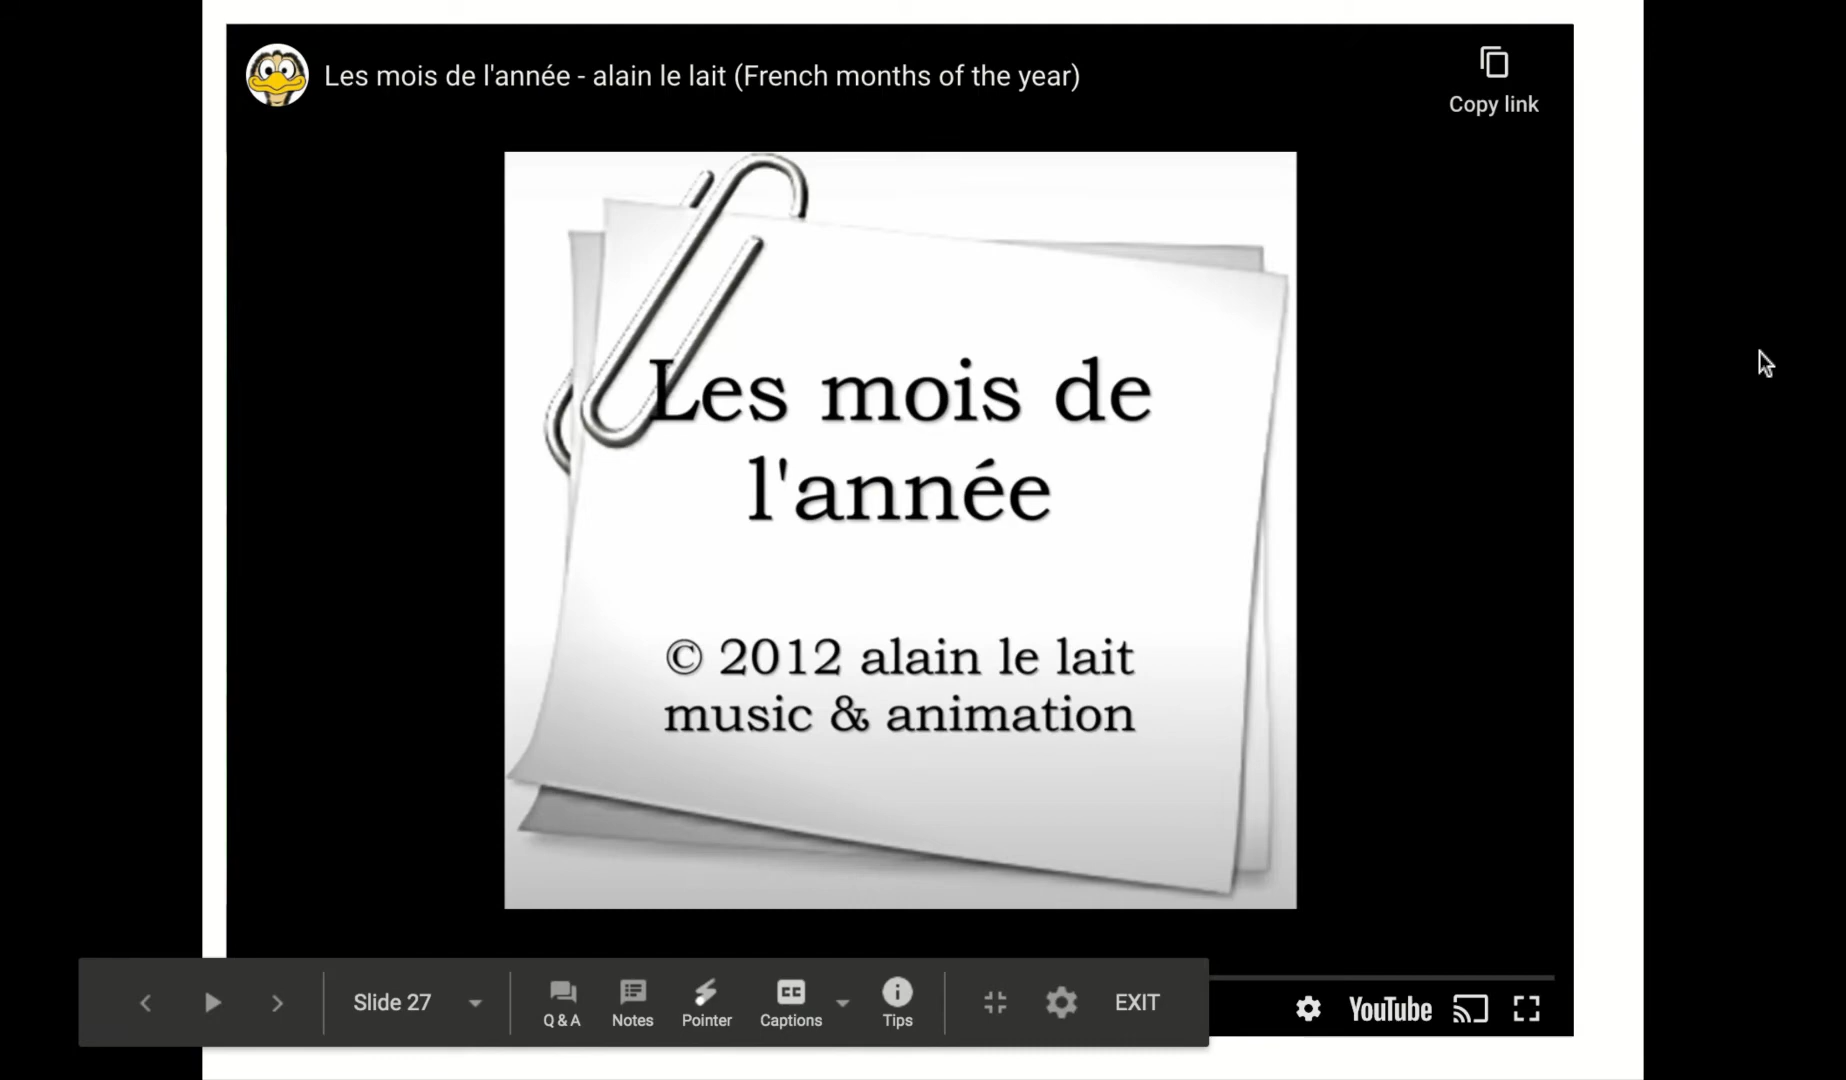 Les mois de l'année - alain le lait (French months of the year)
Copy link
Les mois de
l'année
© 2012 alain le lait
music & animation
Slide 27
Q & A
Notes
Pointer
CC
Captions
Tips
EXIT
YouTube